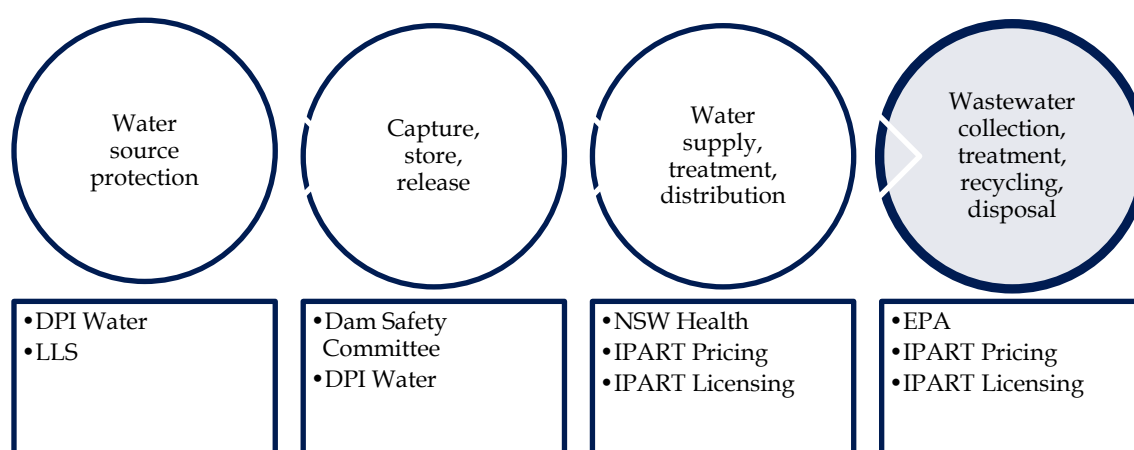 Water
source
protection
Capture,
store,
release
Water
supply,
treatment,
distribution
Wastewater
collection,
treatment,
recycling,
disposal
•DPI Water
•LLS
•Dam Safety
Committee
•DPI Water
•NSW Health
•IPART Pricing
•IPART Licensing
•EPA
•IPART Pricing
•IPART Licensing